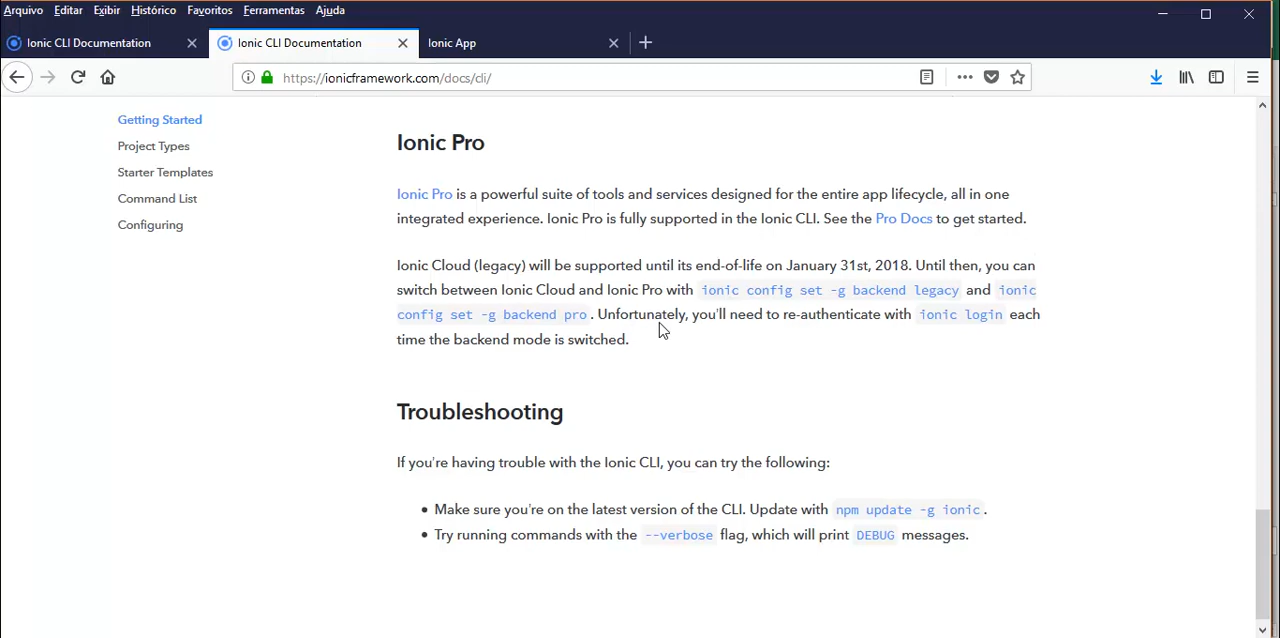 Arquivo Editar Exibir Histórico Favoritos Ferramentas Ajuda
Ionic CLI Documentation Ionic CLI Documentation Ionic App
https://ionicframework.com/docs/cli/
Getting Started
Project Types
Starter Templates
Command List
Configuring
Ionic Pro
Ionic Pro is a powerful suite of tools and services designed for the entire app lifecycle, all in one
integrated experience. Ionic Pro is fully supported in the Ionic CLI. See the Pro Docs to get started.
Ionic Cloud (legacy) will be supported until its end-of-life on January 31st, 2018. Until then, you can
switch between Ionic Cloud and Ionic Pro with ionic config set -g backend legacy and ionic
config set -g backend pro. Unfortunately, you'll need to re-authenticate with ionic login each
time the backend mode is switched.
Troubleshooting
If you're having trouble with the Ionic CLI, you can try the following:
• Make sure you're on the latest version of the CLI. Update with npm update -g ionic.
• Try running commands with the --verbose flag, which will print DEBUG messages.